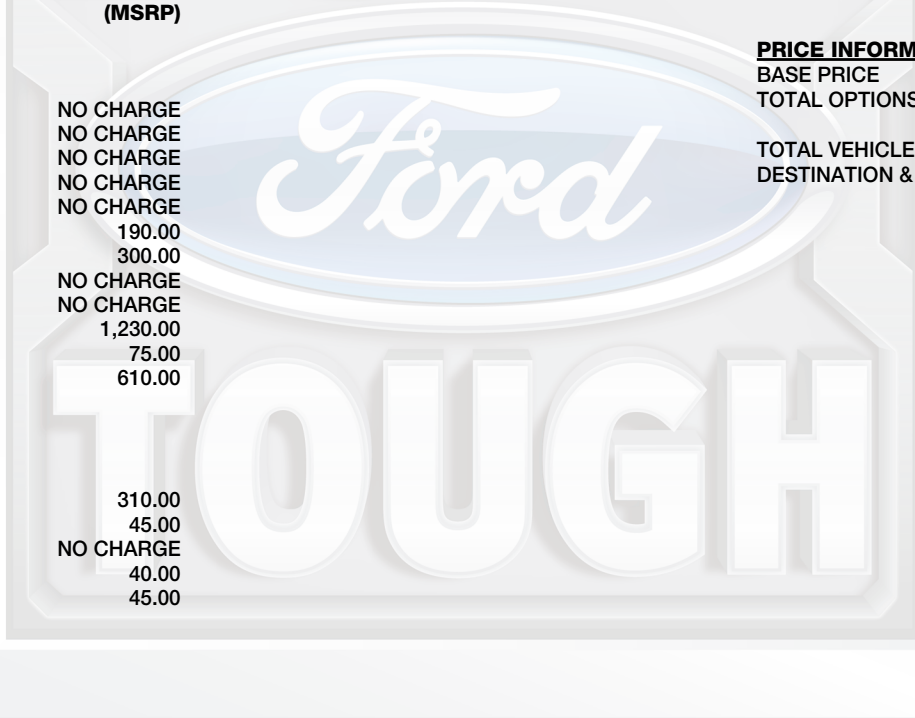 (MSRP)
NO CHARGE
NO CHARGE
NO CHARGE
NO CHARGE
NO CHARGE
190.00
300.00
NO CHARGE
NO CHARGE
1,230.00
75.00
610.00
310.00
45.00
NO CHARGE
40.00
45.00
PRICE INFORM
BASE PRICE
TOTAL OPTIONS
TOTAL VEHICLE
DESTINATION &
Ford
TOUGH